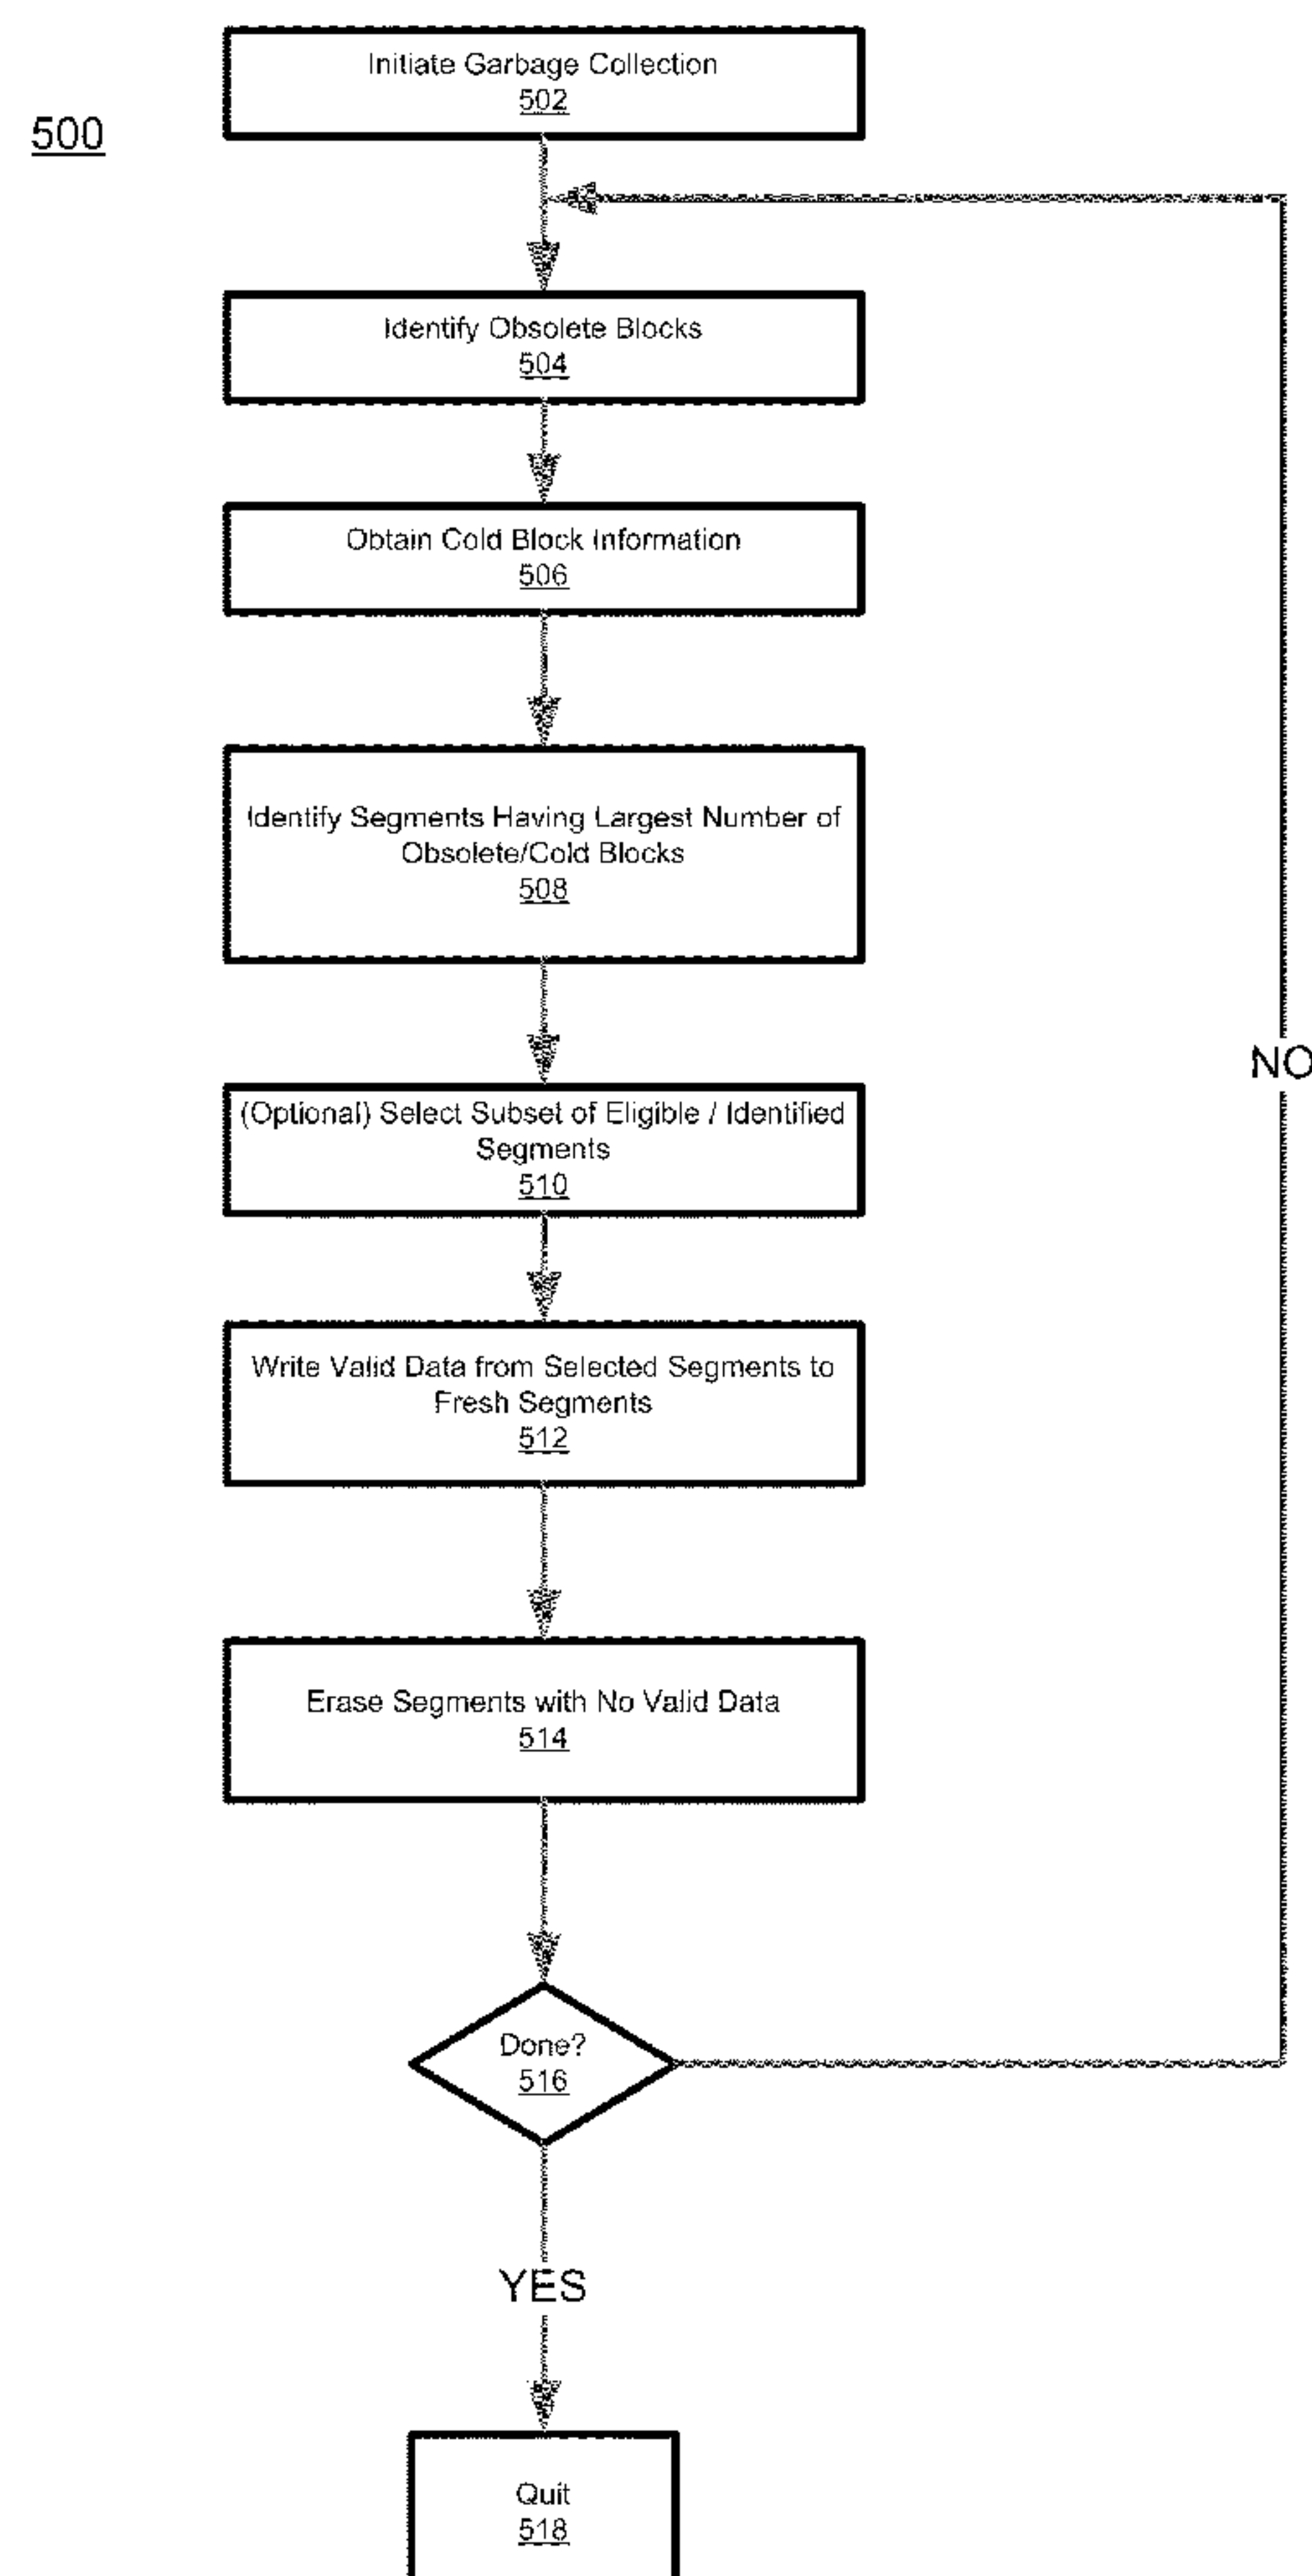 Initiate Garbage Collection
502
500
Identify Obsolete Blocks
504
Obtain Cold Block Information
506
Identify Segments Having Largest Number of
Obsolete/Cold Blocks
508
NO
(Optional) Select Subset of Eligible / Identified
Segments
510
Write Valid Data from Selected Segments to
Fresh Segments
512
Erase Segments with No Valid Data
514
Done?
516
YES
Quit
518